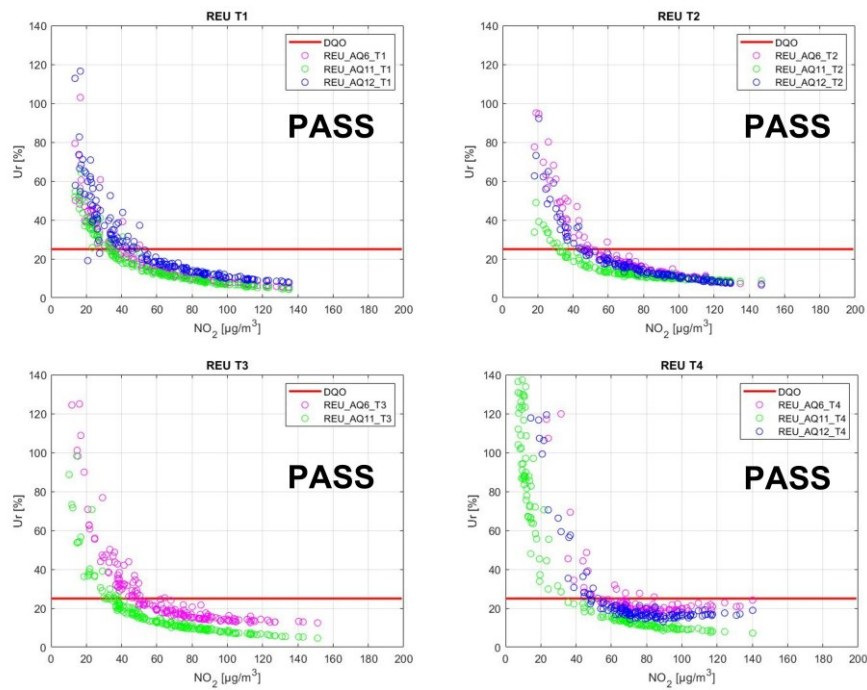 REU T1
140
120
100
80
60
40
20
0
Ur [%]
0 20 40 60 80 100 120 140 160 180 200
NO2 [µg/m3]
DQO
REU_AQ6_T1
REU_AQ11_T1
REU_AQ12_T1
PASS
REU T2
140
120
100
80
60
40
20
0
Ur [%]
0 20 40 60 80 100 120 140 160 180 200
NO2 [µg/m3]
DQO
REU_AQ6_T2
REU_AQ11_T2
REU_AQ12_T2
PASS
REU T3
140
120
100
80
60
40
20
0
Ur [%]
0 20 40 60 80 100 120 140 160 180 200
NO2 [µg/m3]
DQO
REU_AQ6_T3
REU_AQ11_T3
PASS
REU T4
140
120
100
80
60
40
20
0
Ur [%]
0 20 40 60 80 100 120 140 160 180 200
NO2 [µg/m3]
DQO
REU_AQ6_T4
REU_AQ11_T4
REU_AQ12_T4
PASS